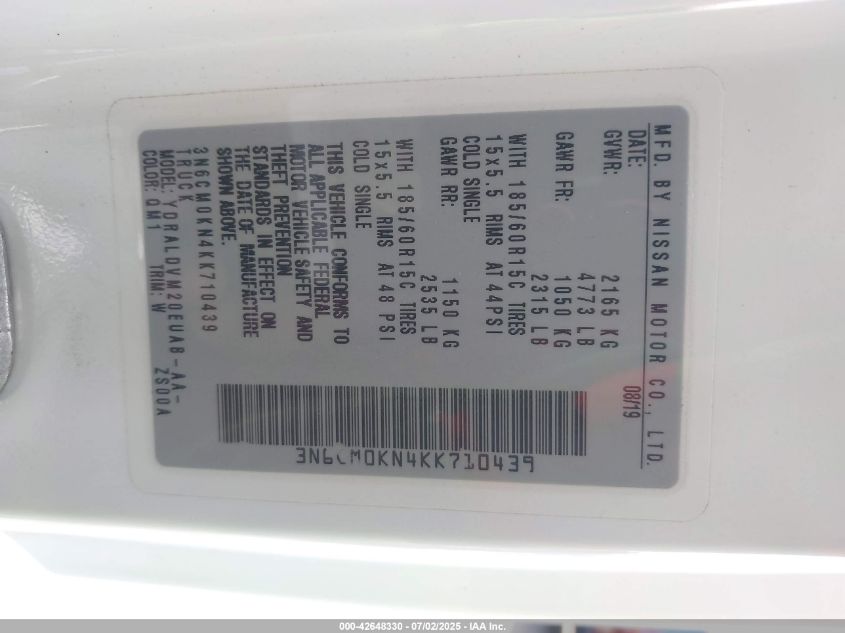 MFD. BY NISSAN MOTOR CO., LTD.
DATE: 08/19
GVWR: 2165 KG
4773 LB
GAWR FR: 1050 KG
2315 LB
WITH 185/60R15C TIRES
15x5.5 RIMS AT 44PSI
COLD SINGLE
GAWR RR: 1150 KG
2535 LB
WITH 185/60R15C TIRES
15x5.5 RIMS AT 48 PSI
COLD SINGLE
THIS VEHICLE CONFORMS TO
ALL APPLICABLE FEDERAL
MOTOR VEHICLE SAFETY AND
THEFT PREVENTION
STANDARDS IN EFFECT ON
THE DATE OF MANUFACTURE
SHOWN ABOVE.
3N6CM0KN4KK710439
TRUCK
MODEL: YDRALDVM20EUAB-AA-
ZS00A
COLOR: QM1 TRIM: W
3N6CM0KN4KK710439
000-42648330 - 07/02/2025 - IAA Inc.